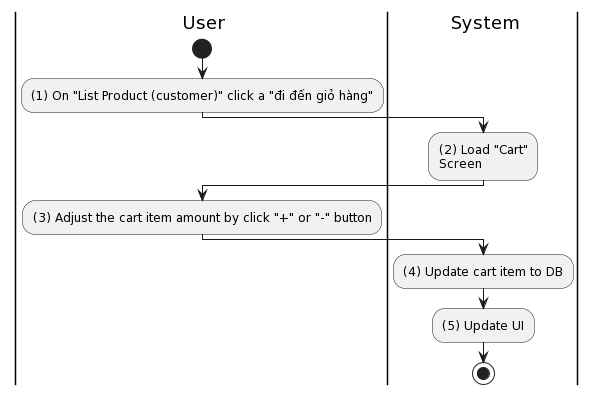 User
System
(1) On "List Product (customer)" click a "đi đến giỏ hàng"
(2) Load "Cart"
Screen
(3) Adjust the cart item amount by click "+" or "-" button
(4) Update cart item to DB
(5) Update UI